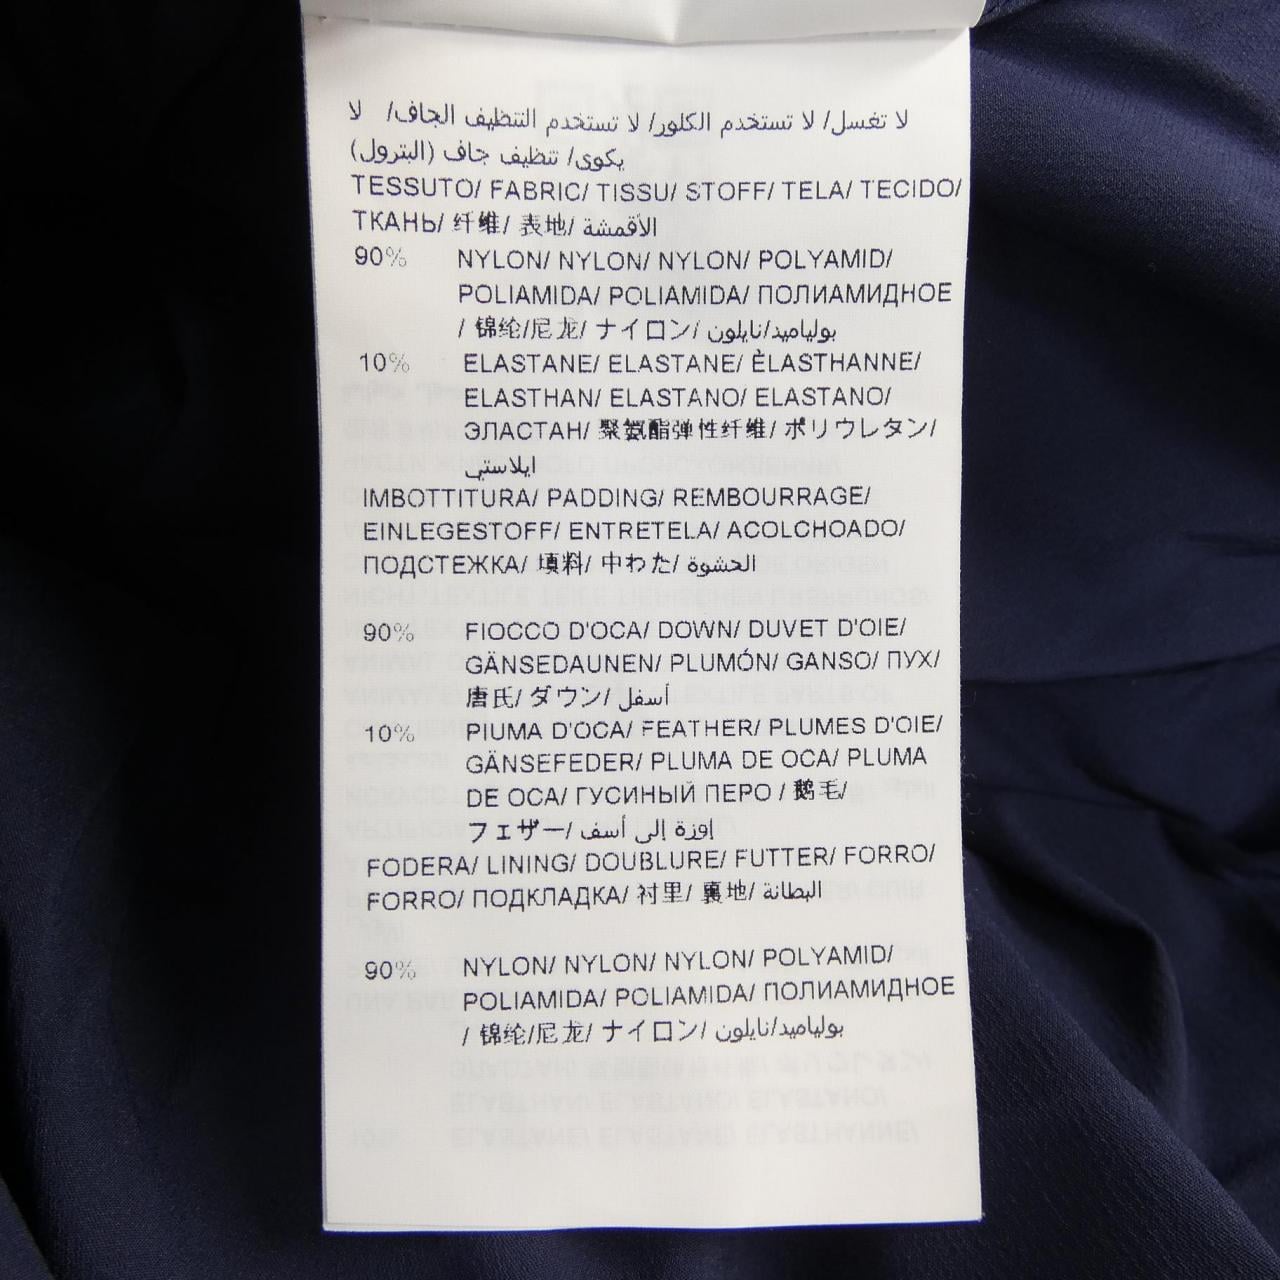 لا تغسل/ لا تستخدم الكلور/ لا تستخدم التنظيف الجاف/ لا
يكوى/ تنظيف جاف (البترول)
TESSUTO/ FABRIC/ TISSU/ STOFF/ TELA/ TECIDO/
ТКАНЬ/ 纤维/ 表地/ الأقمشة
90% NYLON/ NYLON/ NYLON/ POLYAMID/
POLIAMIDA/ POLIAMIDA/ ПОЛИАМИДНОЕ
/ 锦纶/尼龙/ ナイロン/ بولياميد/نايلون
10% ELASTANE/ ELASTANE/ ÈLASTHANNE/
ELASTHAN/ ELASTANO/ ELASTANO/
ЭЛАСТАН/ 聚氨酯弹性纤维/ ポリウレタン/
ايلاستي
IMBOTTITURA/ PADDING/ REMBOURRAGE/
EINLEGESTOFF/ ENTRETELA/ ACOLCHOADO/
ПОДСТЕЖКА/ 填料/ 中わた/ الحشوة
90% FIOCCO D'OCA/ DOWN/ DUVET D'OIE/
GÄNSEDAUNEN/ PLUMÓN/ GANSO/ ПУХ/
唐氏/ ダウン/ أسفل
10% PIUMA D'OCA/ FEATHER/ PLUMES D'OIE/
GÄNSEFEDER/ PLUMA DE OCA/ PLUMA
DE OCA/ ГУСИНЫЙ ПЕРО / 鹅毛/
フェザー/ إوزة إلى أسف
FODERA/ LINING/ DOUBLURE/ FUTTER/ FORRO/
FORRO/ ПОДКЛАДКА/ 衬里/ 裏地/ البطانة
90% NYLON/ NYLON/ NYLON/ POLYAMID/
POLIAMIDA/ POLIAMIDA/ ПОЛИАМИДНОЕ
/ 锦纶/尼龙/ ナイロン/ بولياميد/نايلون